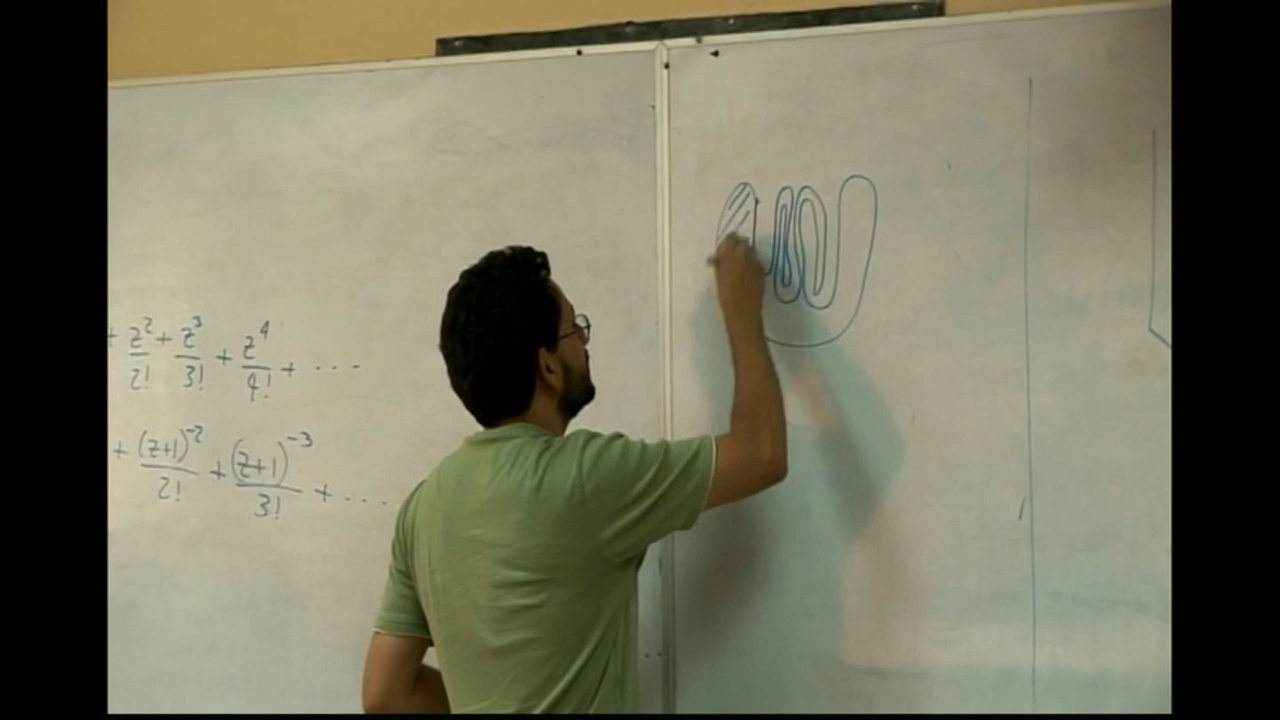 + z²/2! + z³/3! + z⁴/4! + ...
+ (z+1)⁻²/2! + (z+1)⁻³/3! + ...